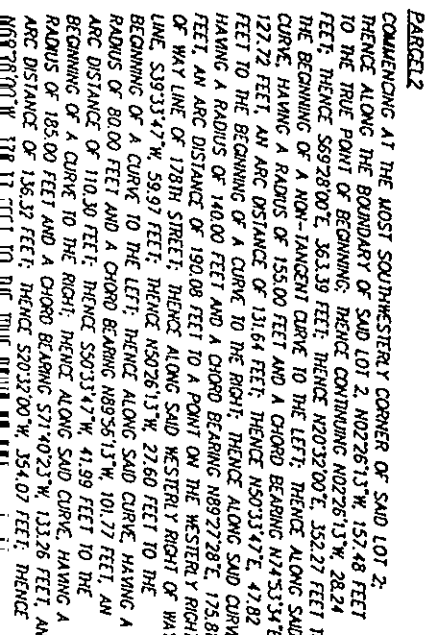 PARCEL2
COMMENCING AT THE MOST SOUTHWESTERLY CORNER OF SAID LOT 2;
THENCE ALONG THE BOUNDARY OF SAID LOT 2, N02°26'13"W, 157.48 FEET
TO THE TRUE POINT OF BEGINNING; THENCE CONTINUING N02°26'13"W, 28.24
FEET; THENCE S69°28'00"E, 363.39 FEET; THENCE N20°32'00"E, 352.27 FEET T
THE BEGINNING OF A NON-TANGENT CURVE TO THE LEFT; THENCE ALONG SAI
CURVE, HAVING A RADIUS OF 155.00 FEET AND A CHORD BEARING N74°53'34"E
127.72 FEET, AN ARC DISTANCE OF 131.64 FEET; THENCE N50°33'47"E, 47.82
FEET TO THE BEGINNING OF A CURVE TO THE RIGHT; THENCE ALONG SAID CURV
HAVING A RADIUS OF 140.00 FEET AND A CHORD BEARING N89°27'28"E, 175.8
FEET, AN ARC DISTANCE OF 190.08 FEET TO A POINT ON THE WESTERLY RIGH
OF WAY LINE OF 128TH STREET; THENCE ALONG SAID WESTERLY RIGHT OF WA
LINE, S39°33'47"W, 59.97 FEET; THENCE N50°26'13"W, 27.60 FEET TO THE
BEGINNING OF A CURVE TO THE LEFT; THENCE ALONG SAID CURVE, HAVING A
RADIUS OF 80.00 FEET AND A CHORD BEARING N89°56'13"W, 101.77 FEET, AN
ARC DISTANCE OF 110.30 FEET; THENCE S50°33'47"W, 41.99 FEET TO THE
BEGINNING OF A CURVE TO THE RIGHT; THENCE ALONG SAID CURVE, HAVING A
RADIUS OF 185.00 FEET AND A CHORD BEARING S71°40'23"W, 133.26 FEET, AN
ARC DISTANCE OF 136.32 FEET; THENCE S20°32'00"W, 354.07 FEET; THENCE